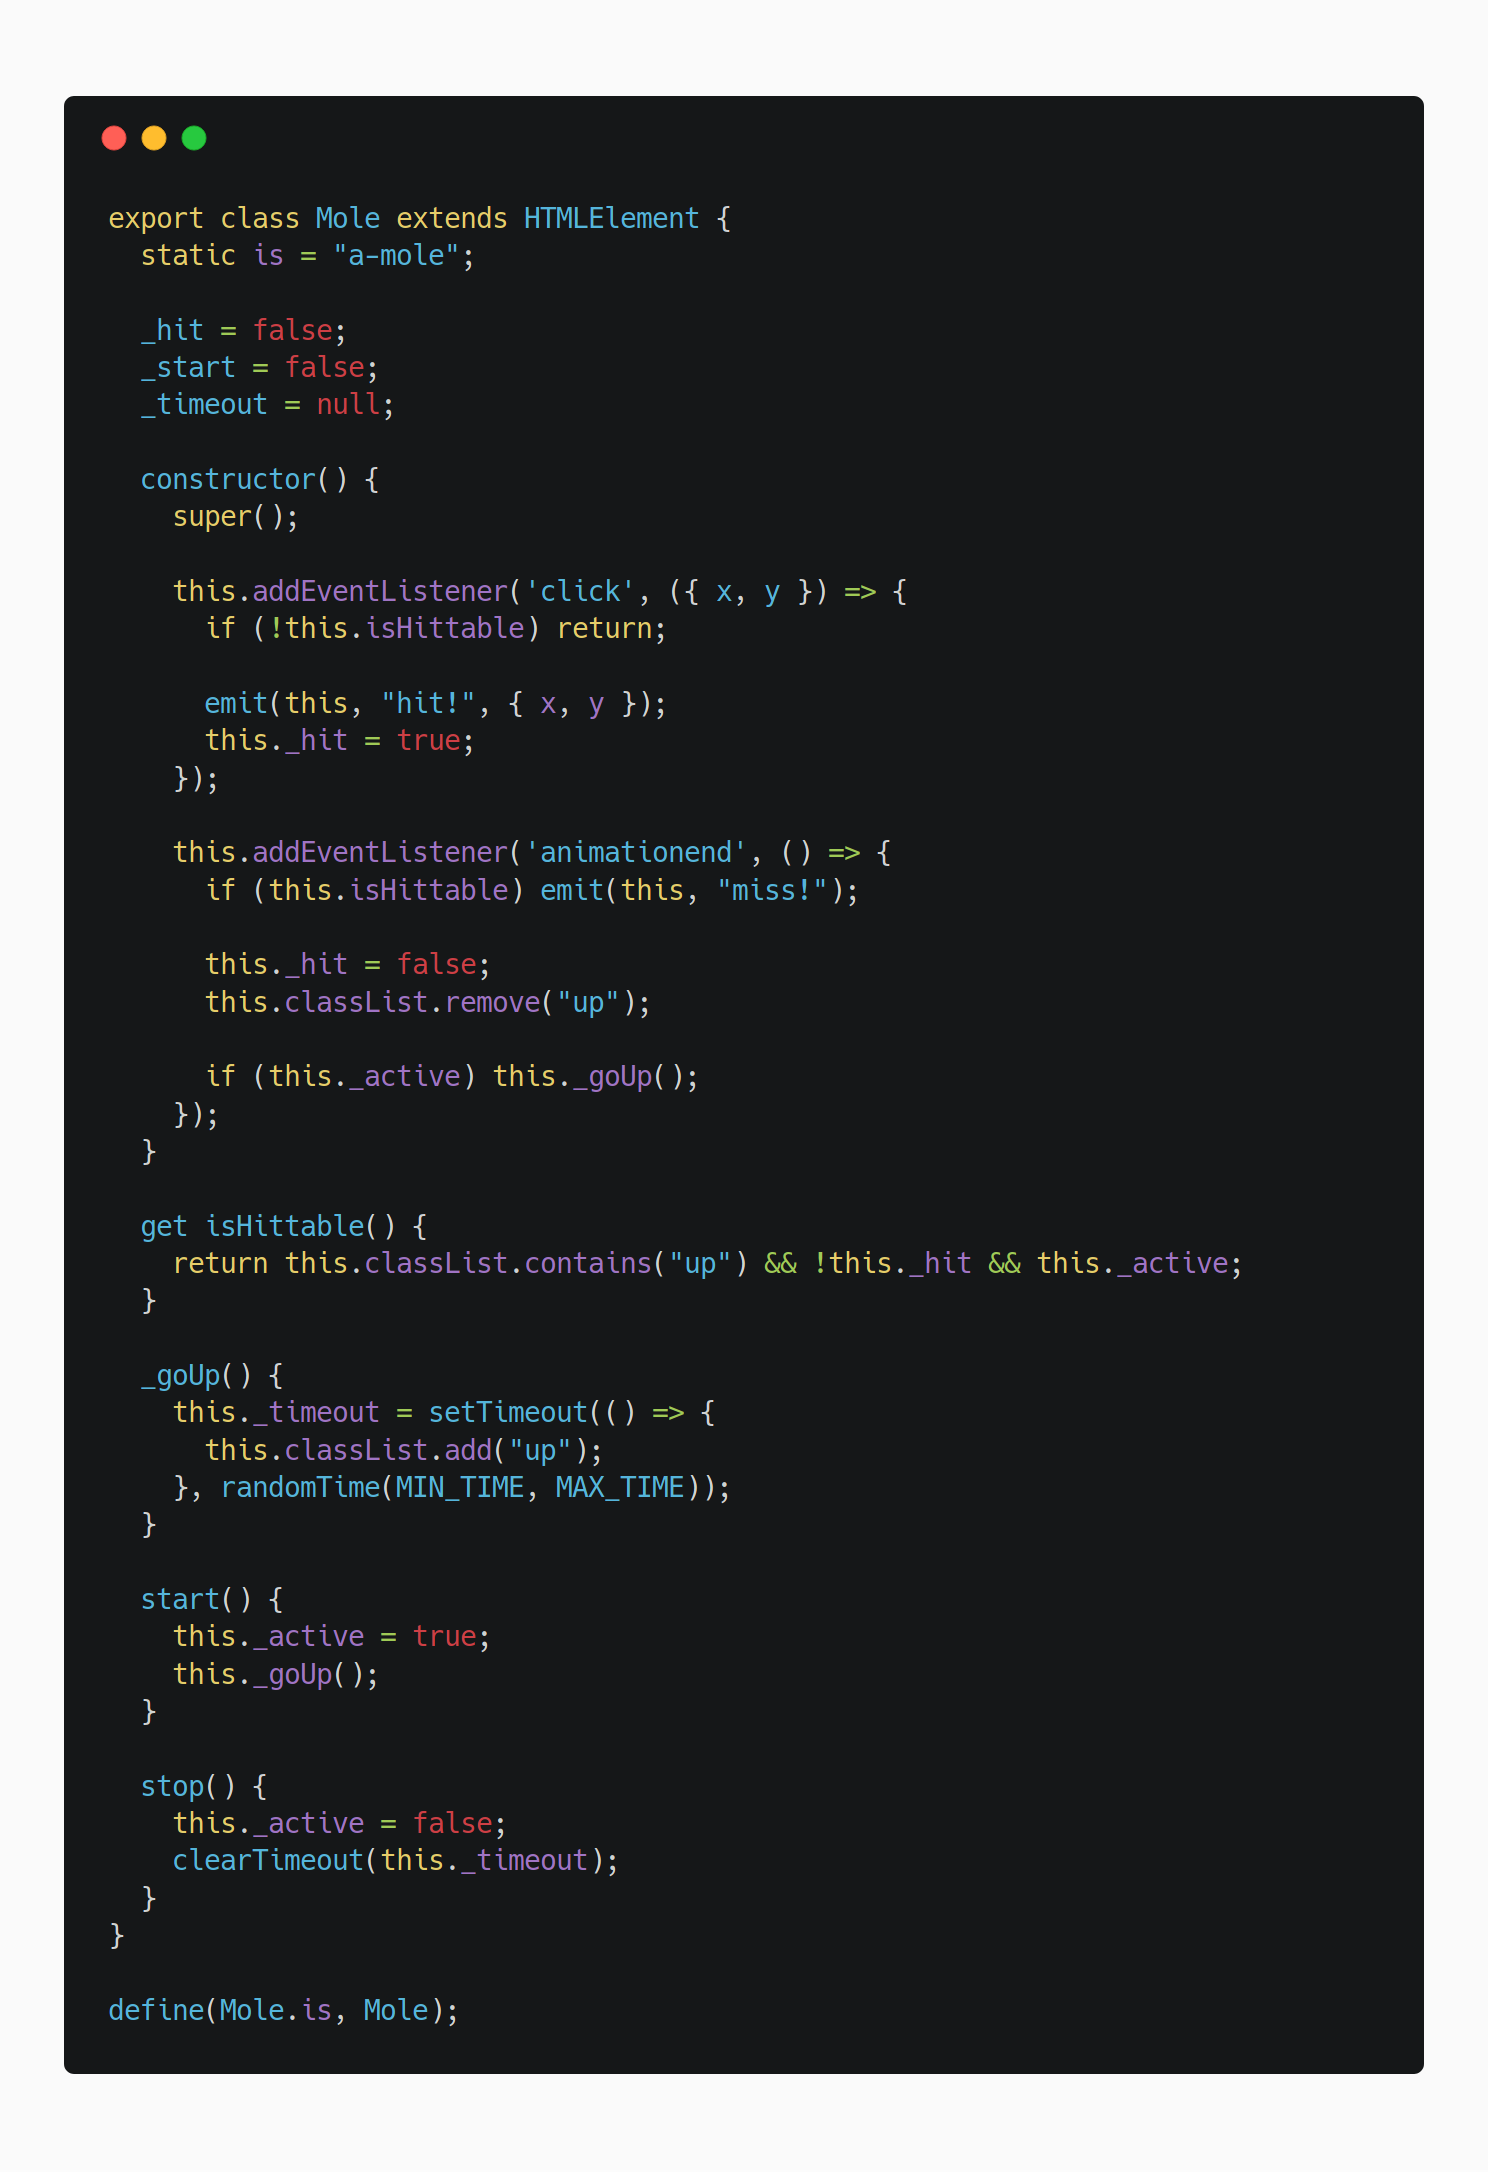 export class Mole extends HTMLElement {
  static is = "a-mole";

  _hit = false;
  _start = false;
  _timeout = null;

  constructor() {
    super();

    this.addEventListener('click', ({ x, y }) => {
      if (!this.isHittable) return;

      emit(this, "hit!", { x, y });
      this._hit = true;
    });

    this.addEventListener('animationend', () => {
      if (this.isHittable) emit(this, "miss!");

      this._hit = false;
      this.classList.remove("up");

      if (this._active) this._goUp();
    });
  }

  get isHittable() {
    return this.classList.contains("up") && !this._hit && this._active;
  }

  _goUp() {
    this._timeout = setTimeout(() => {
      this.classList.add("up");
    }, randomTime(MIN_TIME, MAX_TIME));
  }

  start() {
    this._active = true;
    this._goUp();
  }

  stop() {
    this._active = false;
    clearTimeout(this._timeout);
  }
}

define(Mole.is, Mole);